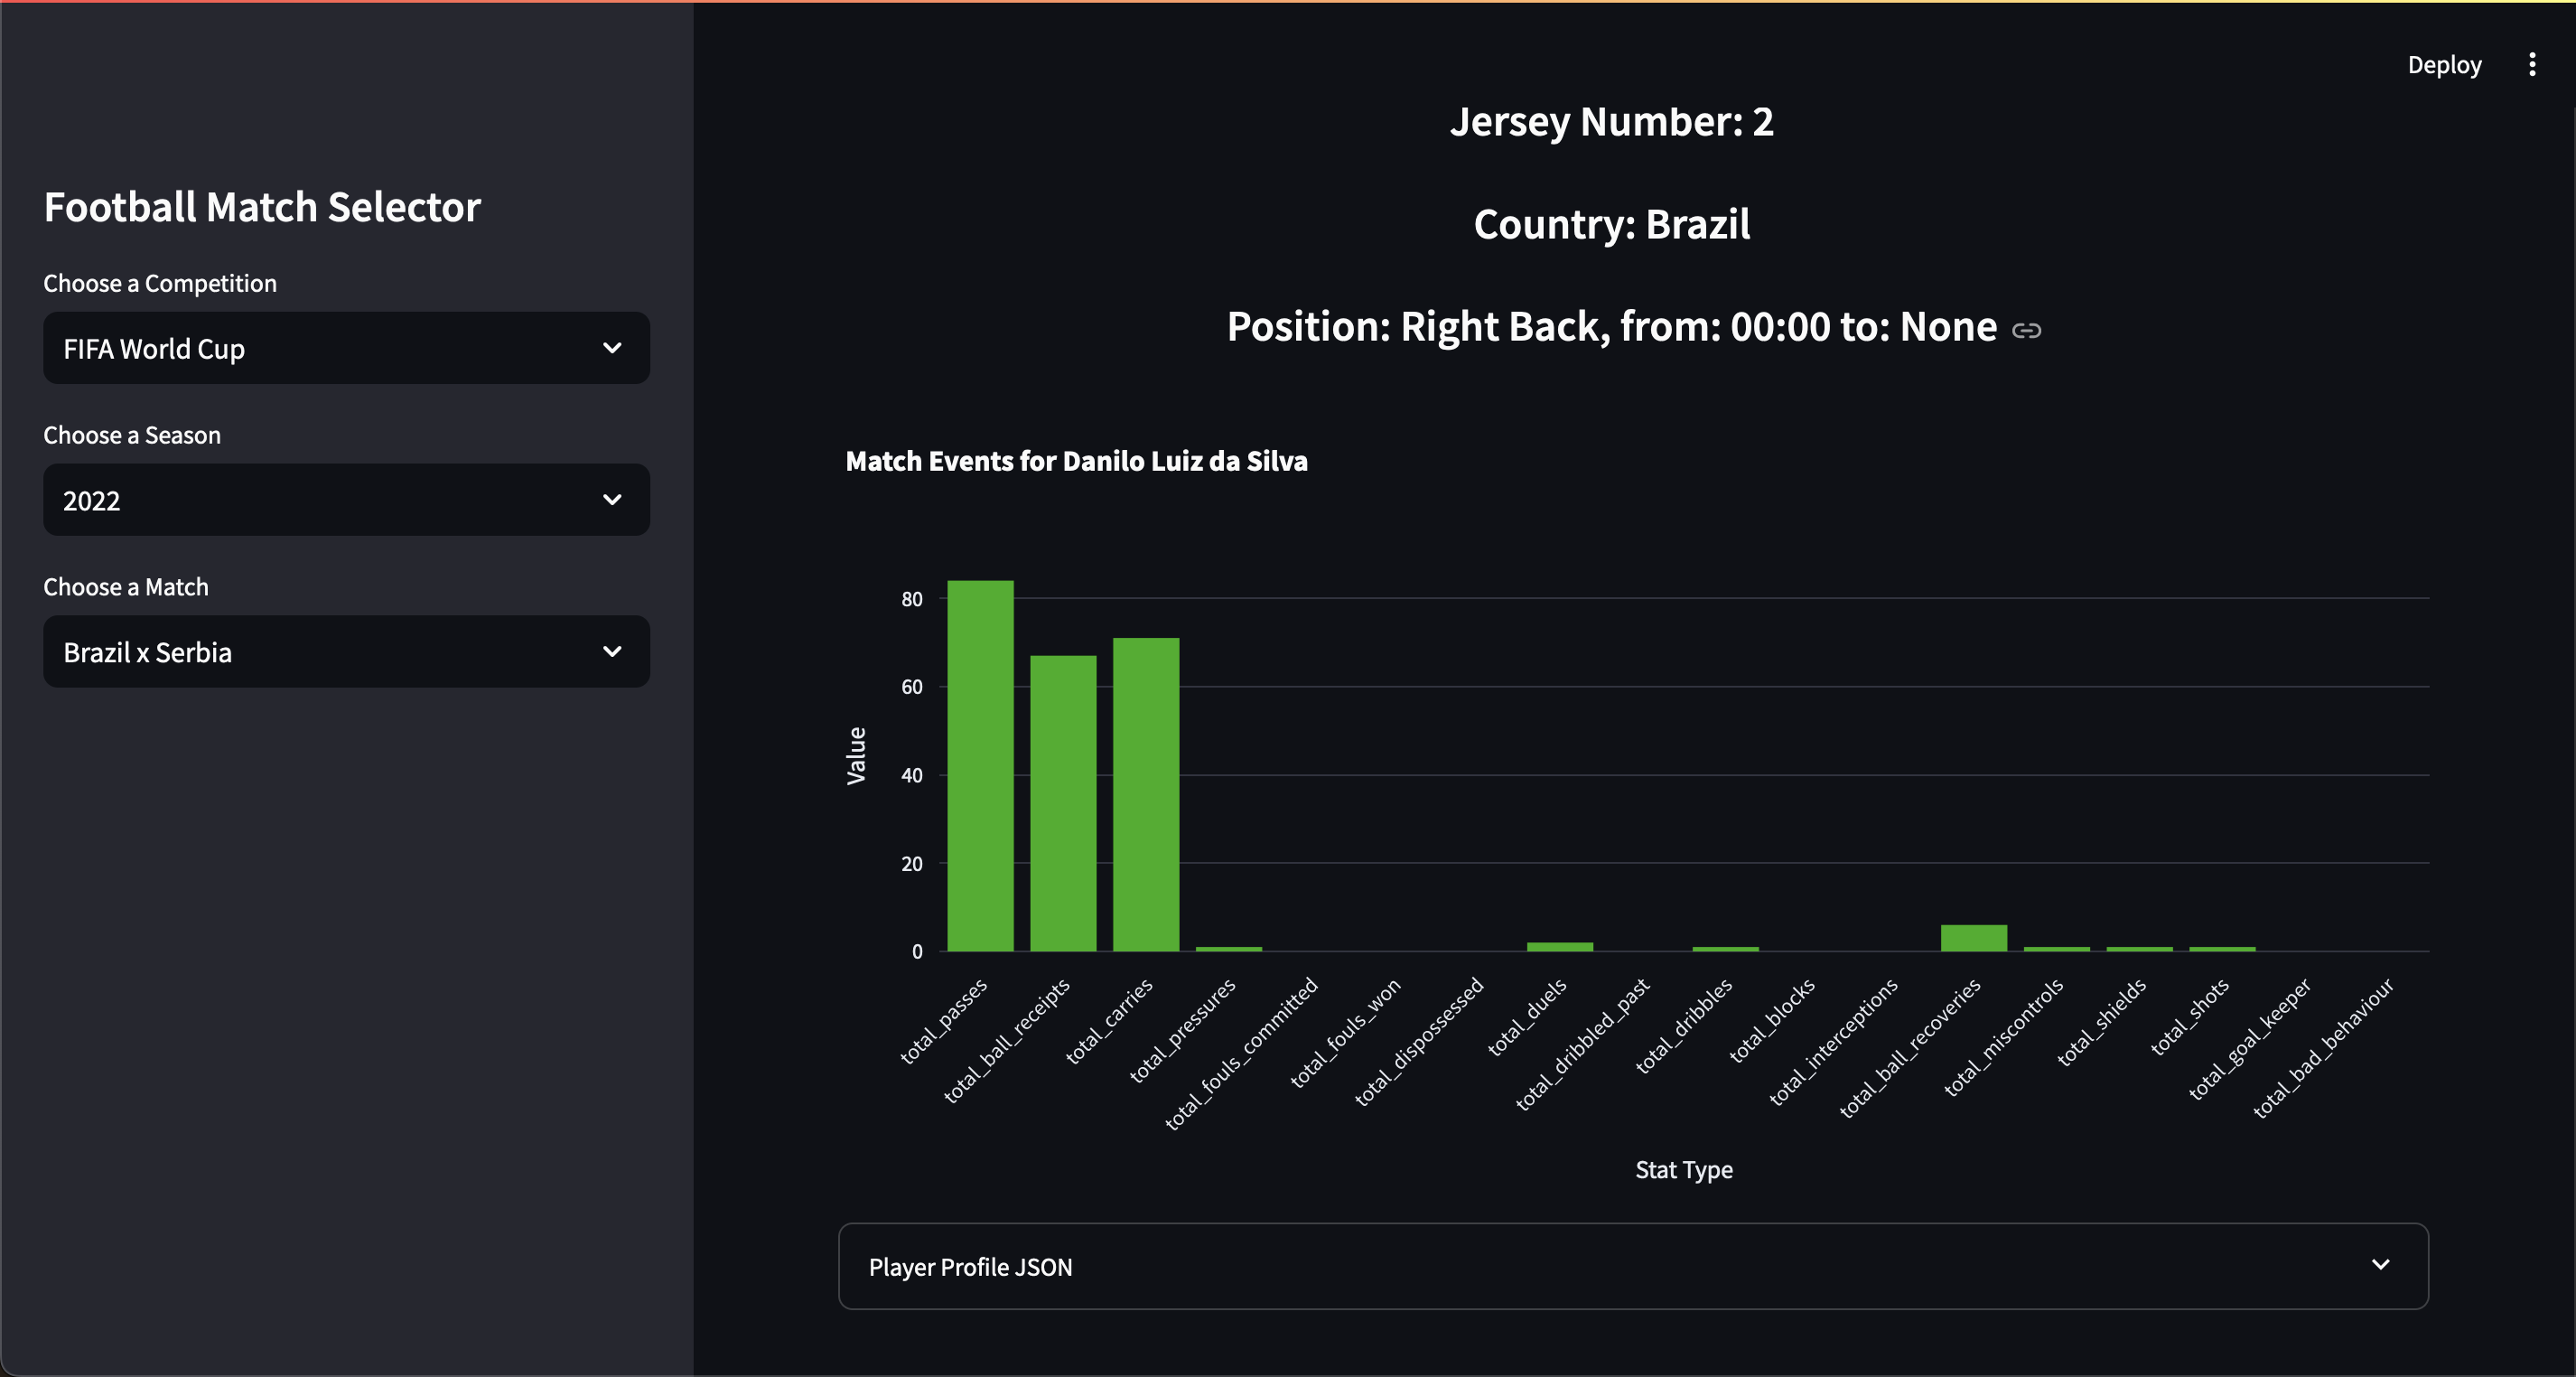 Deploy
Football Match Selector
Choose a Competition
FIFA World Cup
Choose a Season
2022
Choose a Match
Brazil x Serbia
Jersey Number: 2
Country: Brazil
Position: Right Back, from: 00:00 to: None
Match Events for Danilo Luiz da Silva
80
60
40
20
0
Value
total_passes
total_ball_receipts
total_carries
total_pressures
total_fouls_committed
total_fouls_won
total_dispossessed
total_duels
total_dribbled_past
total_dribbles
total_blocks
total_interceptions
total_ball_recoveries
total_miscontrols
total_shields
total_shots
total_goal_keeper
total_bad_behaviour
Stat Type
Player Profile JSON